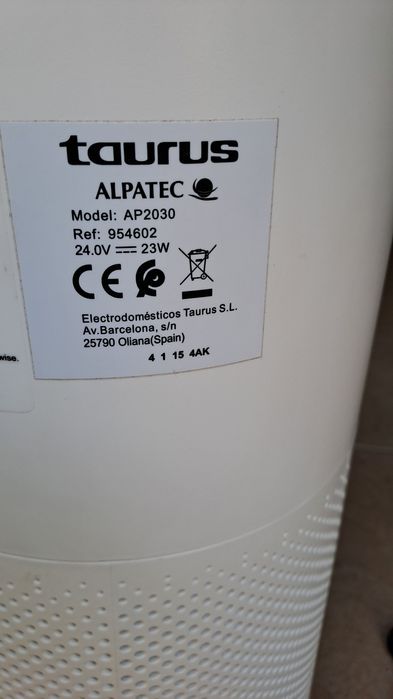 taurus
ALPATEC
Model: AP2030
Ref: 954602
24.0V 23W
CE
Electrodomésticos Taurus S.L.
Av.Barcelona, s/n
25790 Oliana(Spain)
4 1 15 4AK
wise.